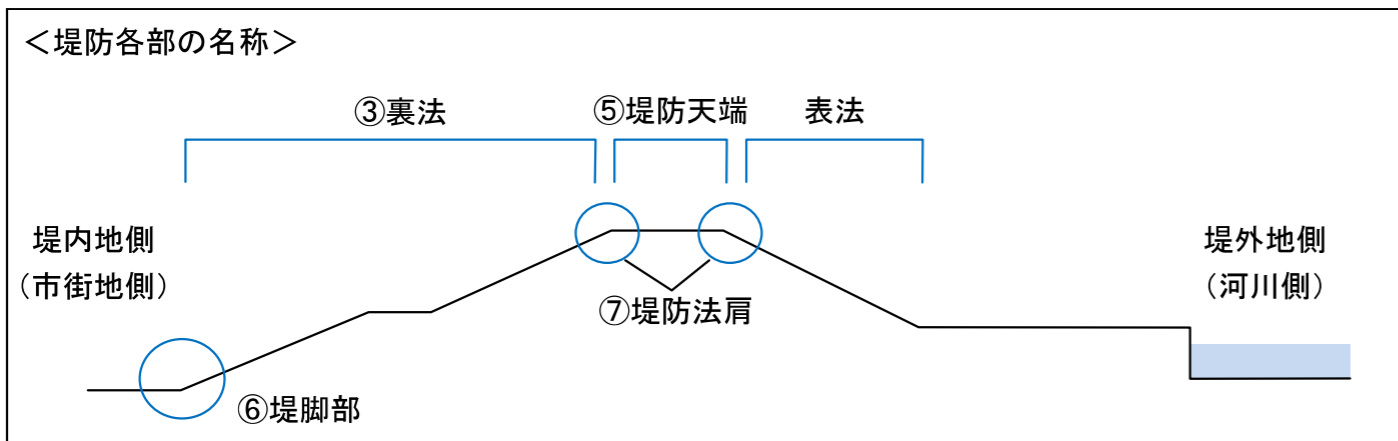 ＜堤防各部の名称＞
③裏法
⑤堤防天端
表法
堤内地側
（市街地側）
堤外地側
（河川側）
⑦堤防法肩
⑥堤脚部